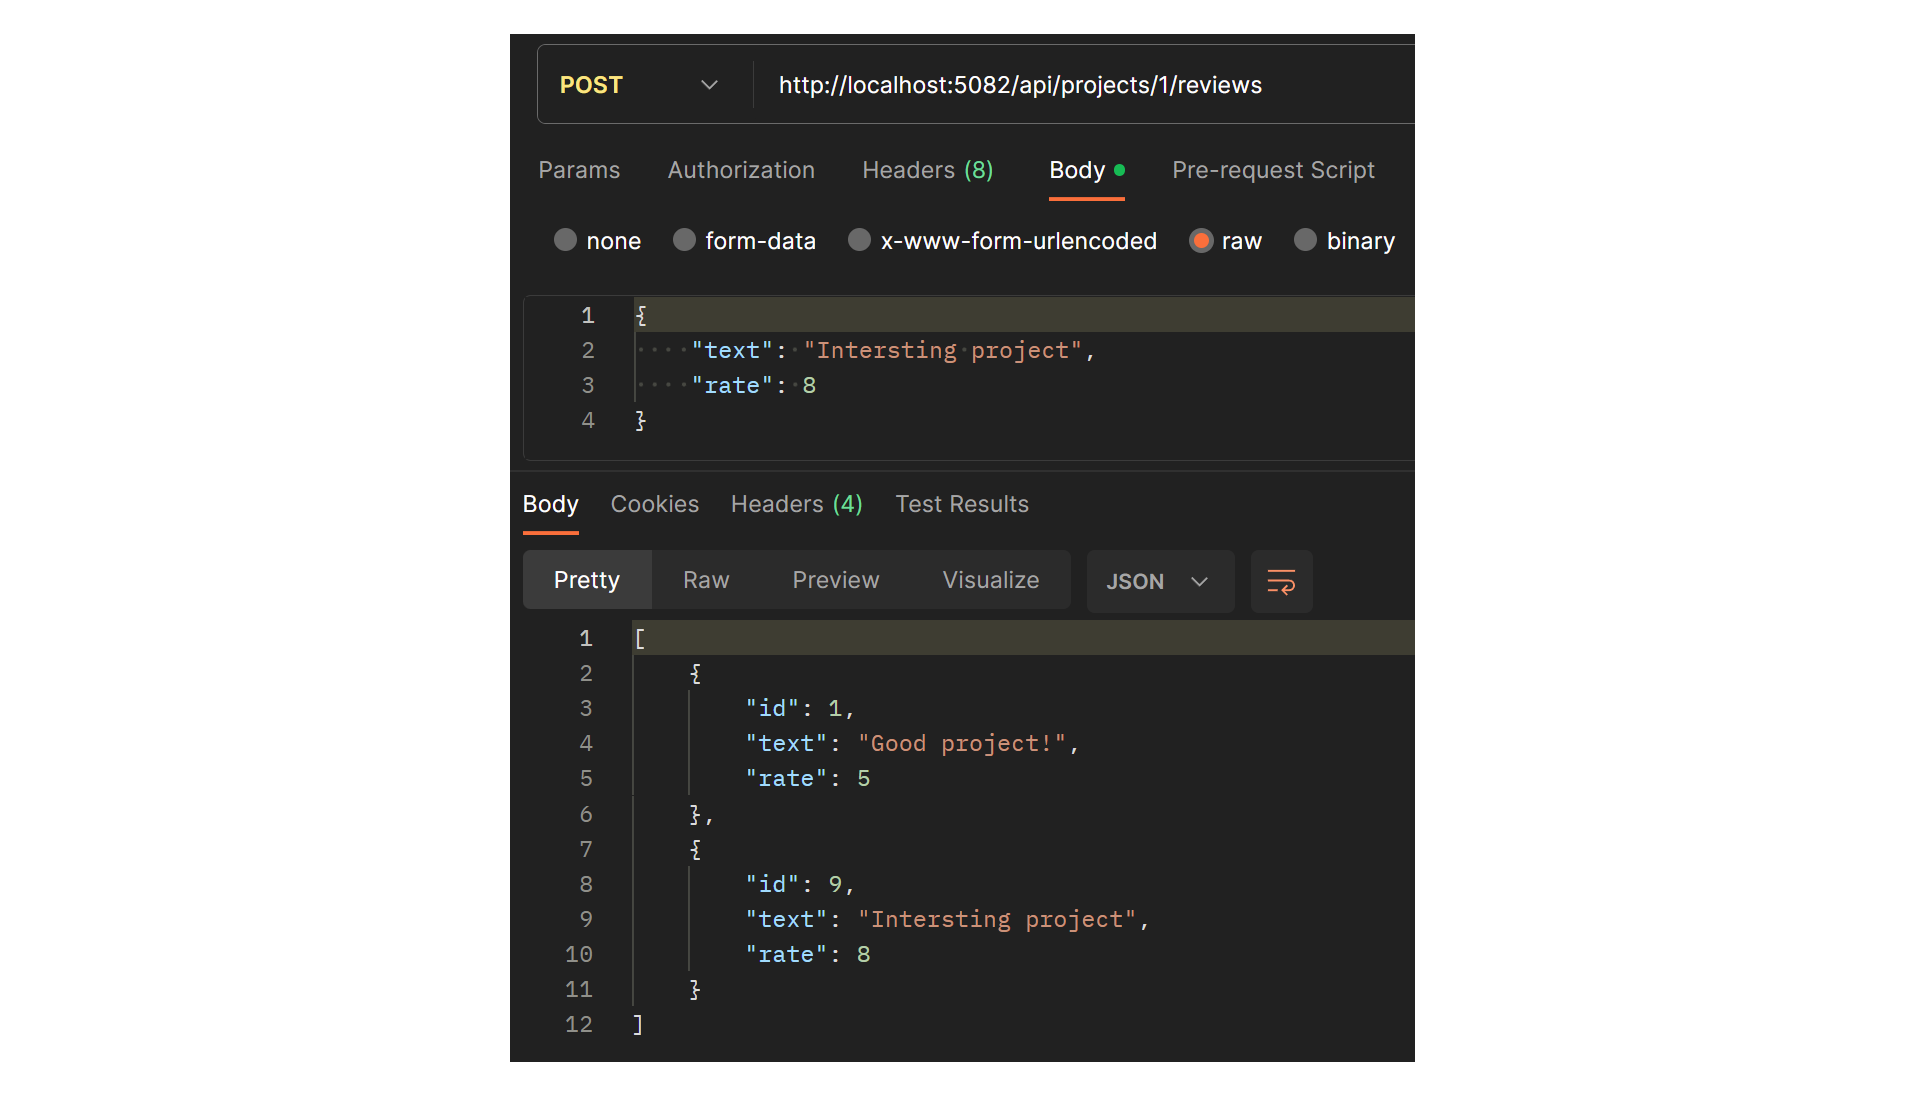 POST http://localhost:5082/api/projects/1/reviews
Params Authorization Headers (8) Body Pre-request Script
none form-data x-www-form-urlencoded raw binary
1 {
2 "text": "Intersting project",
3 "rate": 8
4 }
Body Cookies Headers (4) Test Results
Pretty Raw Preview Visualize JSON
1 [
2 {
3 "id": 1,
4 "text": "Good project!",
5 "rate": 5
6 },
7 {
8 "id": 9,
9 "text": "Intersting project",
10 "rate": 8
11 }
12 ]